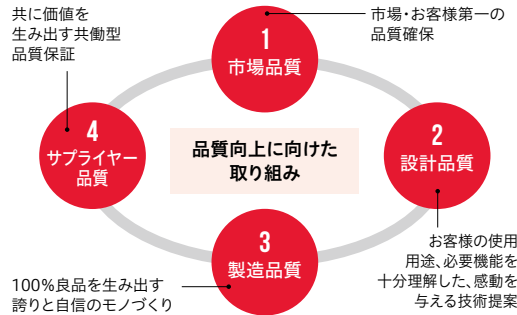 共に価値を
生み出す共働型
品質保証
市場・お客様第一の
品質確保
1
市場品質
2
設計品質
お客様の使用
用途、必要機能を
十分理解した、感動を
与える技術提案
3
製造品質
100%良品を生み出す
誇りと自信のモノづくり
4
サプライヤー
品質
品質向上に向けた
取り組み